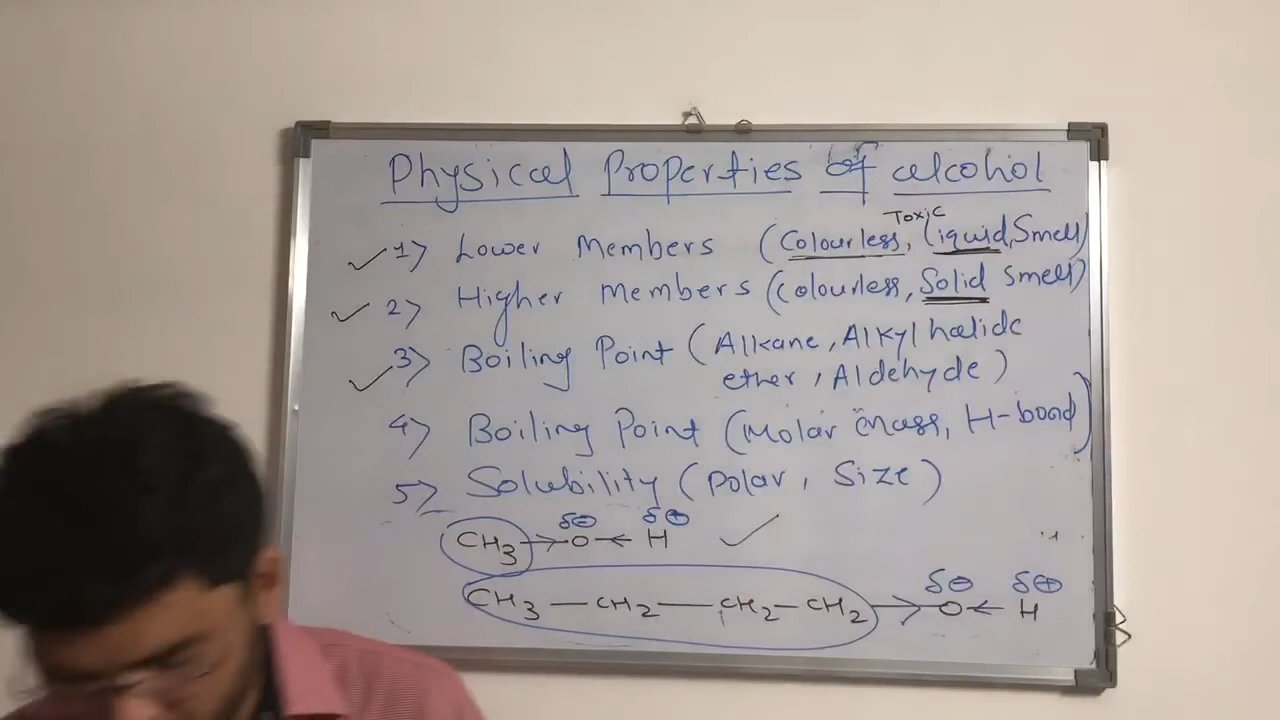 Physical Properties of alcohol
Toxic
1) Lower Members (Colourless, Liquid, Smell)
2) Higher Members (Colourless, Solid Smell)
3) Boiling Point (Alkane, Alkyl halide
ether, Aldehyde)
4) Boiling Point (Molar mass, H-bond)
5) Solubility (Polar, Size)
δ⊖ δ⊕
CH3 → O ← H
δ⊖ δ⊕
CH3 — CH2 — CH2 — CH2 → O ← H